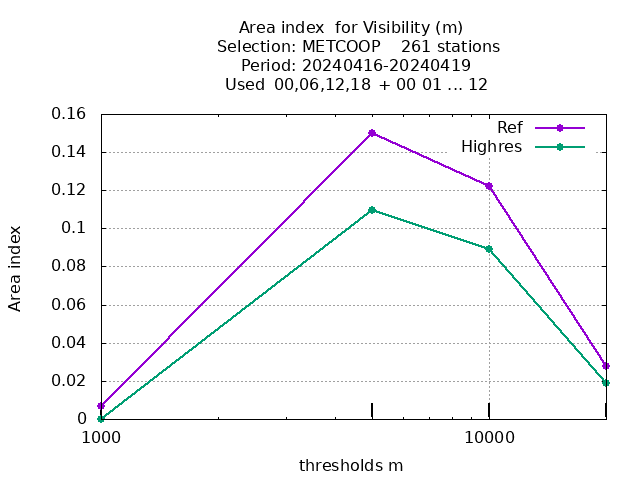 Area index  for Visibility (m)
Selection: METCOOP    261 stations
Period: 20240416-20240419
Used  00,06,12,18  + 00 01 ... 12
0.16
0.14
0.12
0.1
0.08
0.06
0.04
0.02
0
Area index
Ref
Highres
1000
10000
thresholds m